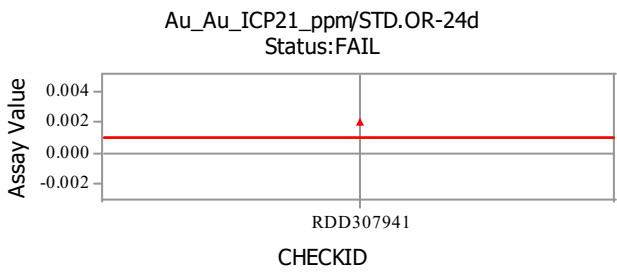 Au_Au_ICP21_ppm/STD.OR-24d
Status:FAIL
Assay Value
0.004
0.002
0.000
-0.002
RDD307941
CHECKID